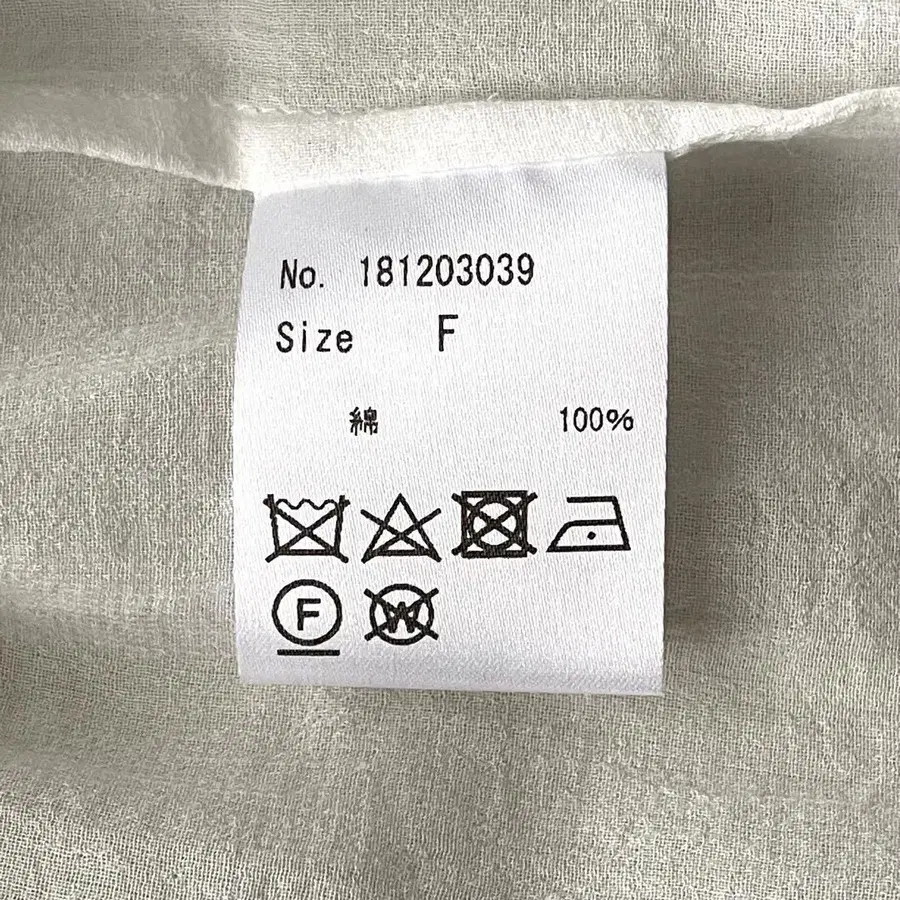 No. 181203039
Size F
綿 100%
F W